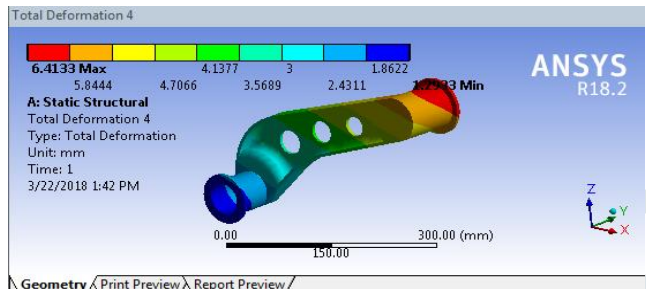 Total Deformation 4
6.4133 Max
4.1377
3
1.8622
5.8444
4.7066
3.5689
2.4311
1.2933 Min
ANSYS
R18.2
A: Static Structural
Total Deformation 4
Type: Total Deformation
Unit: mm
Time: 1
3/22/2018 1:42 PM
Z
Y
X
0.00
300.00 (mm)
150.00
Geometry Print Preview Report Preview